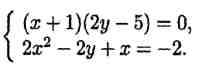 (x + 1)(2y − 5) = 0,
2x² − 2y + x = −2.